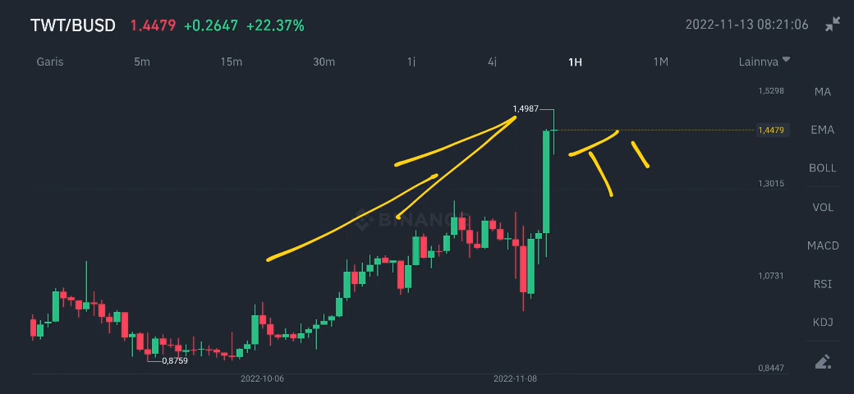 TWT/BUSD 1.4479 +0.2647 +22.37% 2022-11-13 08:21:06
Garis 5m 15m 30m 1j 4j 1H 1M Lainnya
1,5298
MA
1,4987
1,4479
EMA
BOLL
1,3015
VOL
BINANCE
MACD
1,0731
RSI
KDJ
0,8759
0,8447
2022-10-06 2022-11-08